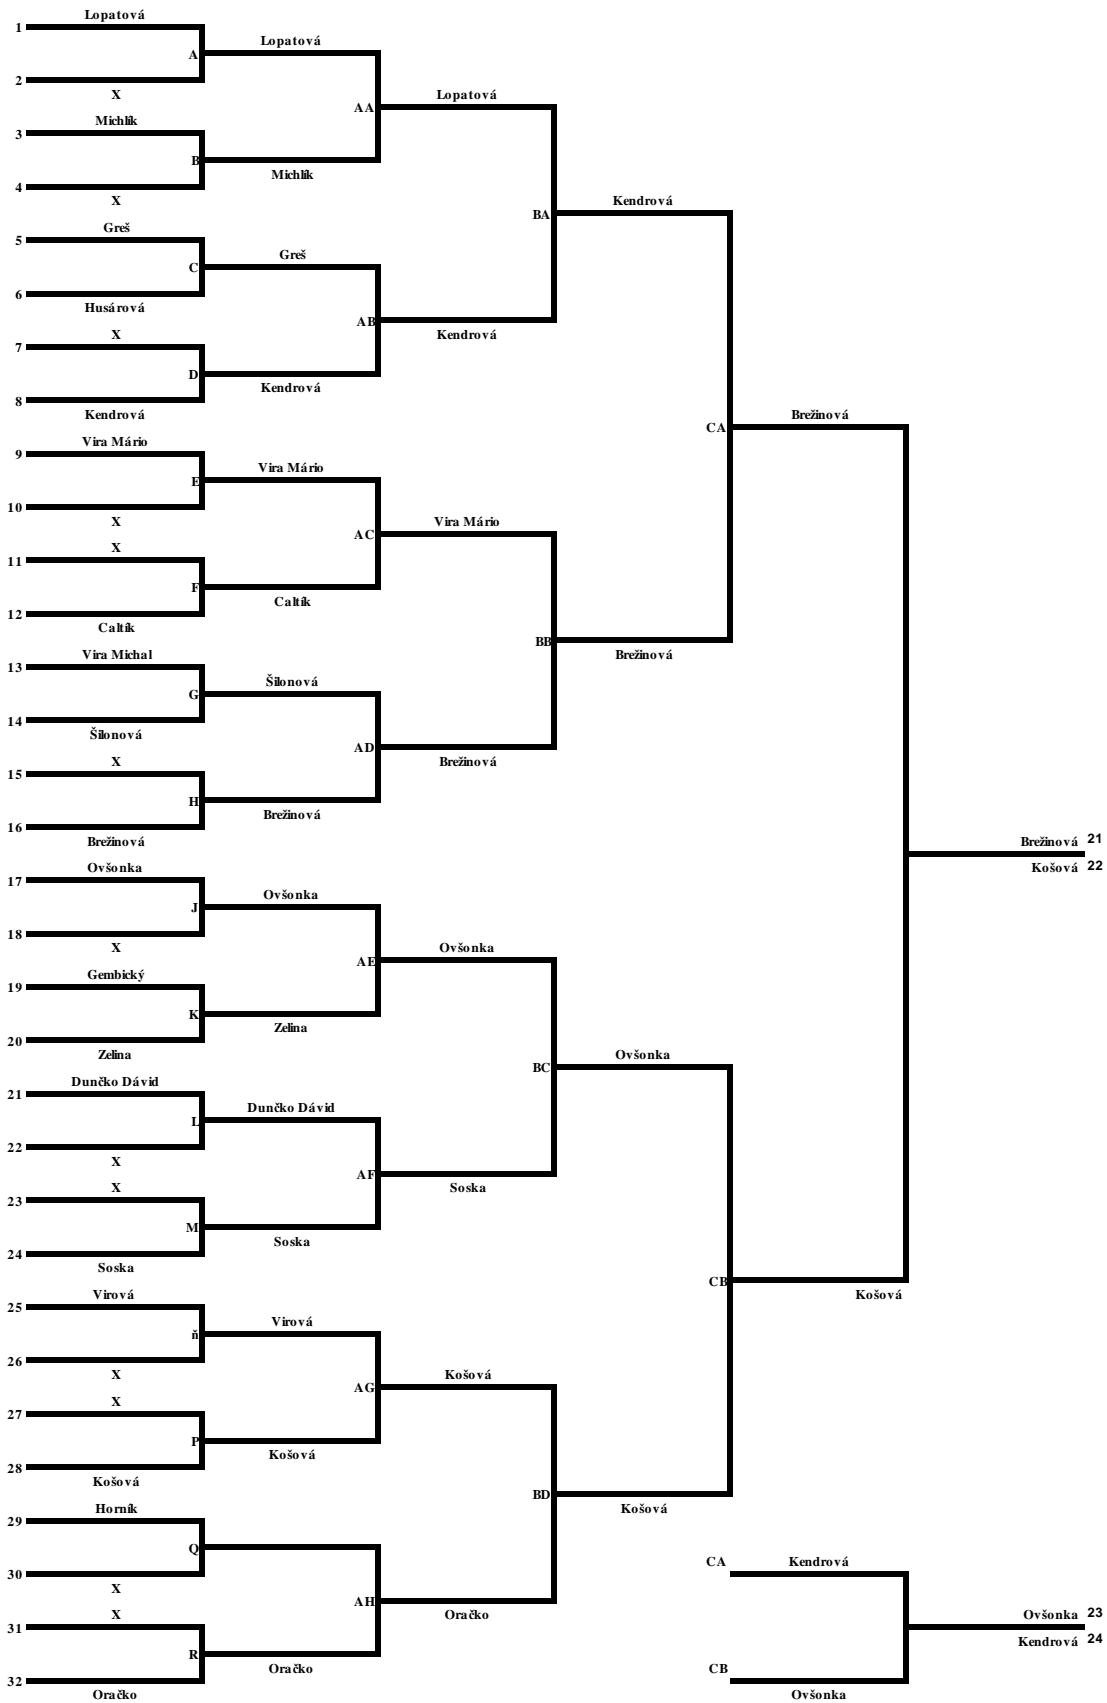 Lopatová
1
Lopatová
A
2
X
Lopatová
AA
Michlík
3
B
Michlík
4
X
Kendrová
BA
Greš
5
Greš
C
6
Husárová
AB
Kendrová
X
7
D
Kendrová
8
Kendrová
Brežinová
CA
Vira Mário
9
Vira Mário
E
10
X
Vira Mário
AC
X
11
F
Caltík
12
Caltík
BB
Brežinová
Vira Michal
13
Šilonová
G
14
Šilonová
AD
Brežinová
X
15
H
Brežinová
16
Brežinová
Brežinová 21
Košová 22
Ovšonka
17
Ovšonka
J
18
X
Ovšonka
AE
Gembický
19
K
Zelina
20
Zelina
Ovšonka
BC
Dunčko Dávid
21
Dunčko Dávid
L
22
X
AF
Soska
X
23
M
Soska
24
Soska
CB
Košová
Virová
25
Virová
ň
26
X
Košová
AG
X
27
P
Košová
28
Košová
BD
Košová
Horník
29
Q
30
X
AH
Oračko
X
31
R
Oračko
32
Oračko
CA
Kendrová
Ovšonka 23
Kendrová 24
CB
Ovšonka